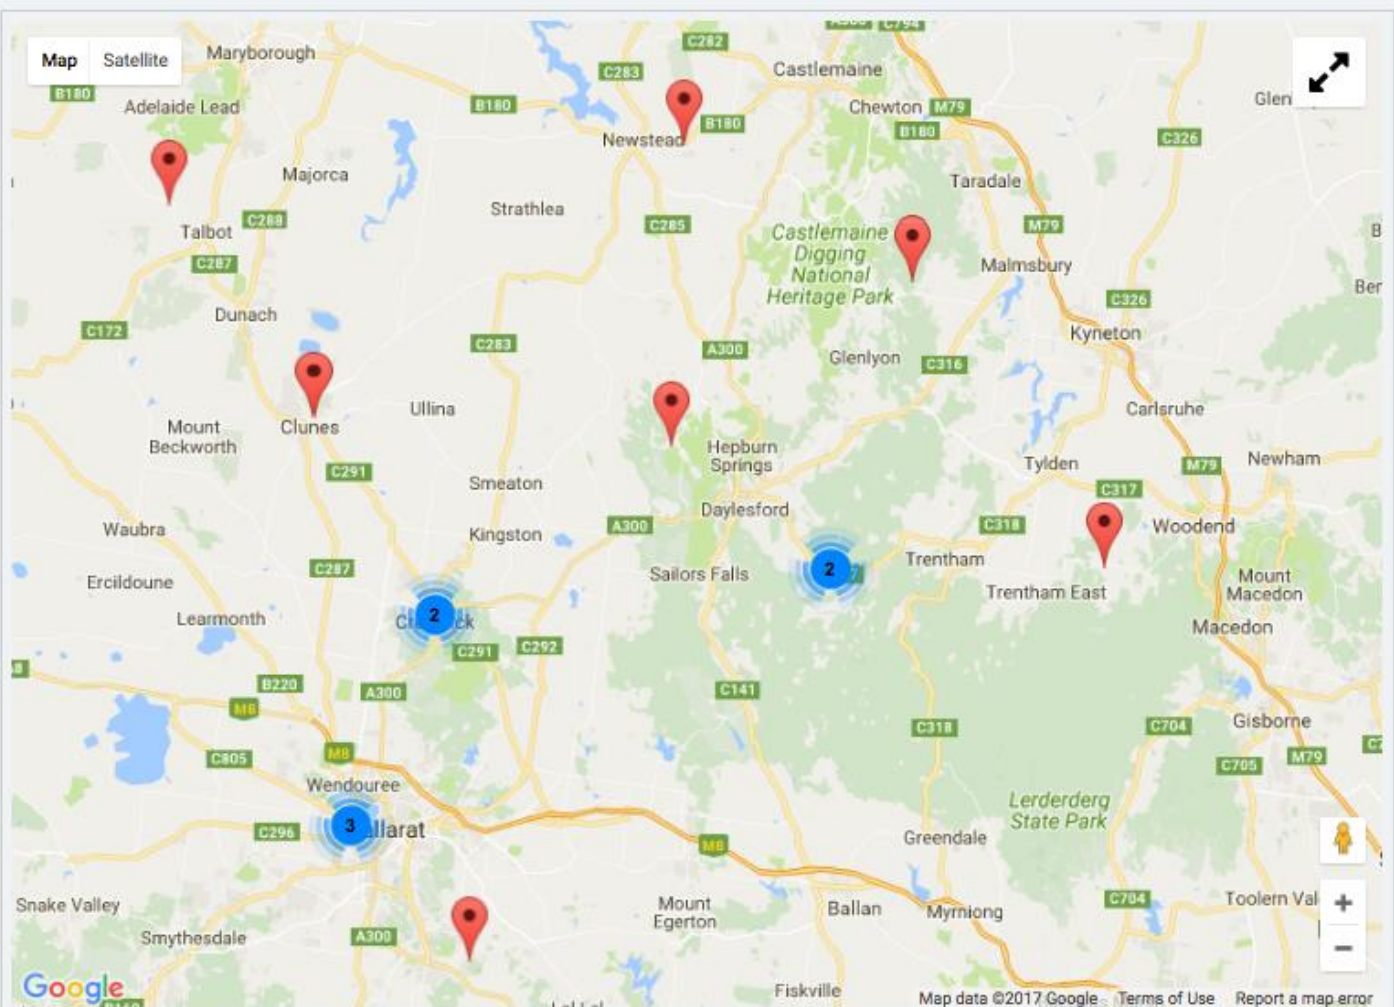 C794
Map
Satellite
Maryborough
C282
Castlemaine
C283
B180
Adelaide Lead
B180
Chewton
M79
Glen
B180
B180
C326
Newstead
Majorca
Taradale
Strathlea
C288
C285
M79
Talbot
Castlemaine
Digging
National
Heritage Park
B
C287
Malmsbury
Ber
Dunach
C326
C172
Kyneton
C283
A300
Glenlyon
C316
Ullina
Carlsruhe
Mount
Beckworth
Clunes
Hepburn
Springs
Newham
Tylden
M79
C291
Smeaton
C317
Daylesford
Waubra
Kingston
A300
C318
Woodend
Trentham
C287
2
Sailors Falls
Ercildoune
Mount
Macedon
Trentham East
Learmonth
2
ck
Macedon
C291
C292
B220
A300
C141
M8
Gisborne
C318
C704
C805
M8
M79
C705
Wendouree
Lerderderg
State Park
C296
3
allarat
Greendale
M8
Snake Valley
Mount
Egerton
Ballan
Myrniong
C704
Toolern Val
+
Smythesdale
A300
−
Google
Fiskville
Map data ©2017 Google
Terms of Use
Report a map error